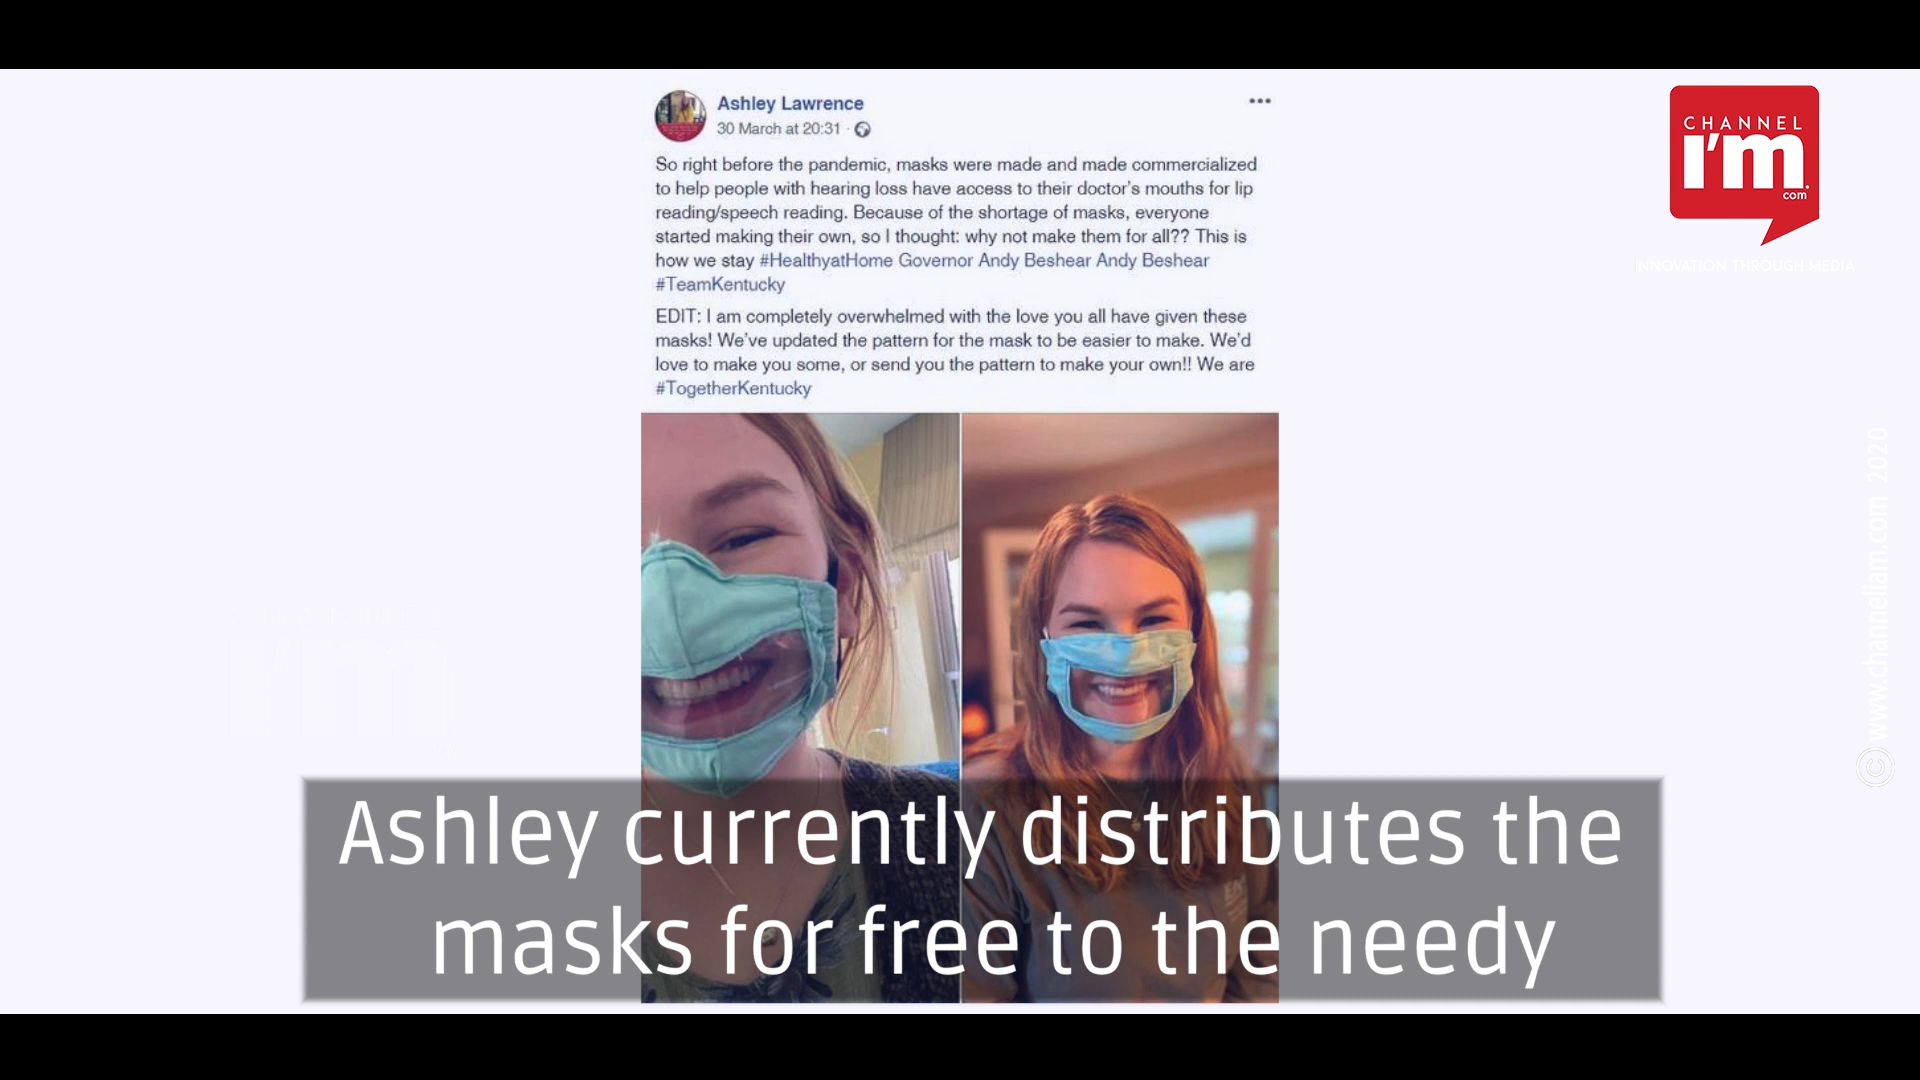 Ashley Lawrence
30 March at 20:31 ·
So right before the pandemic, masks were made and made commercialized
to help people with hearing loss have access to their doctor's mouths for lip
reading/speech reading. Because of the shortage of masks, everyone
started making their own, so I thought: why not make them for all?? This is
how we stay #HealthyatHome Governor Andy Beshear Andy Beshear
#TeamKentucky
EDIT: I am completely overwhelmed with the love you all have given these
masks! We've updated the pattern for the mask to be easier to make. We'd
love to make you some, or send you the pattern to make your own!! We are
#TogetherKentucky
CHANNEL
I'm
.com
INNOVATION THROUGH MEDIA
© www.channeliam.com 2020
I'm
Ashley currently distributes the
masks for free to the needy